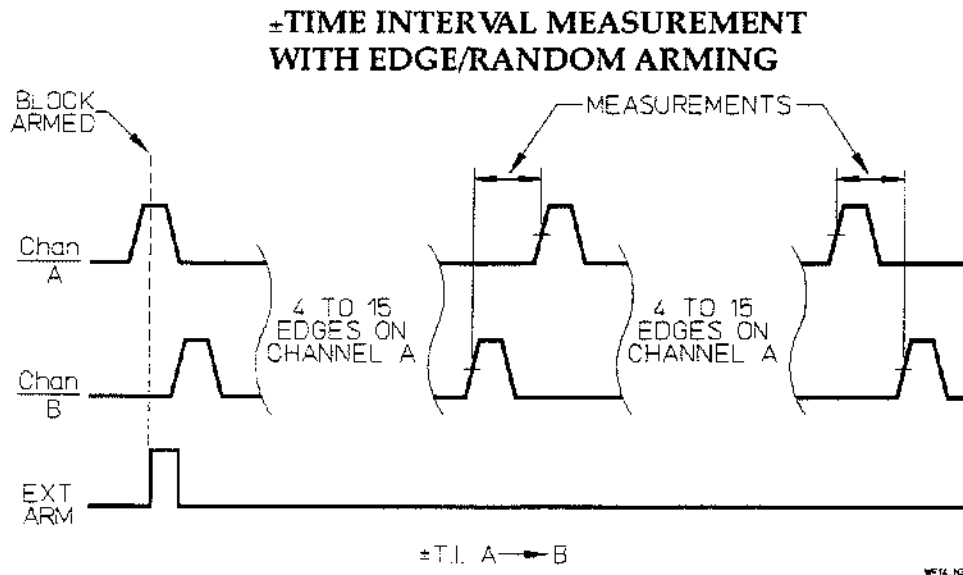 ±TIME INTERVAL MEASUREMENT
WITH EDGE/RANDOM ARMING
BLOCK
ARMED
MEASUREMENTS
Chan
A
4 TO 15
EDGES ON
CHANNEL A
4 TO 15
EDGES ON
CHANNEL A
Chan
B
EXT
ARM
±T.I. A → B